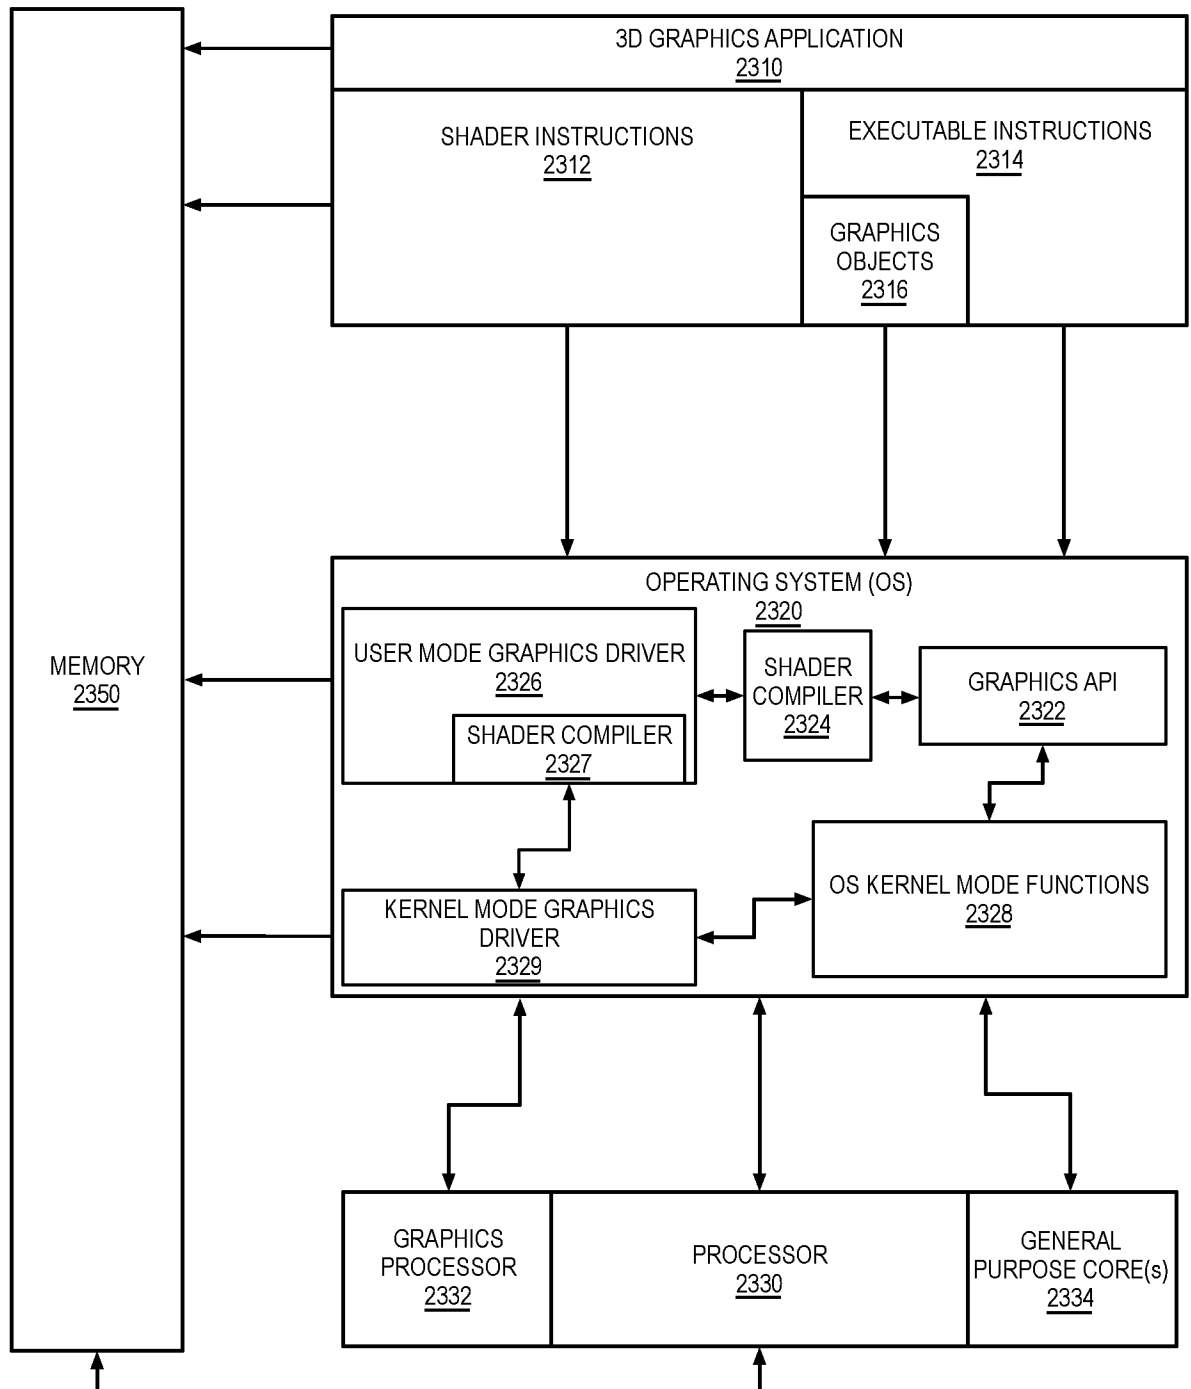 3D GRAPHICS APPLICATION
2310
SHADER INSTRUCTIONS
2312
EXECUTABLE INSTRUCTIONS
2314
GRAPHICS
OBJECTS
2316
MEMORY
2350
OPERATING SYSTEM (OS)
2320
USER MODE GRAPHICS DRIVER
2326
SHADER COMPILER
2327
SHADER
COMPILER
2324
GRAPHICS API
2322
KERNEL MODE GRAPHICS
DRIVER
2329
OS KERNEL MODE FUNCTIONS
2328
GRAPHICS
PROCESSOR
2332
PROCESSOR
2330
GENERAL
PURPOSE CORE(s)
2334